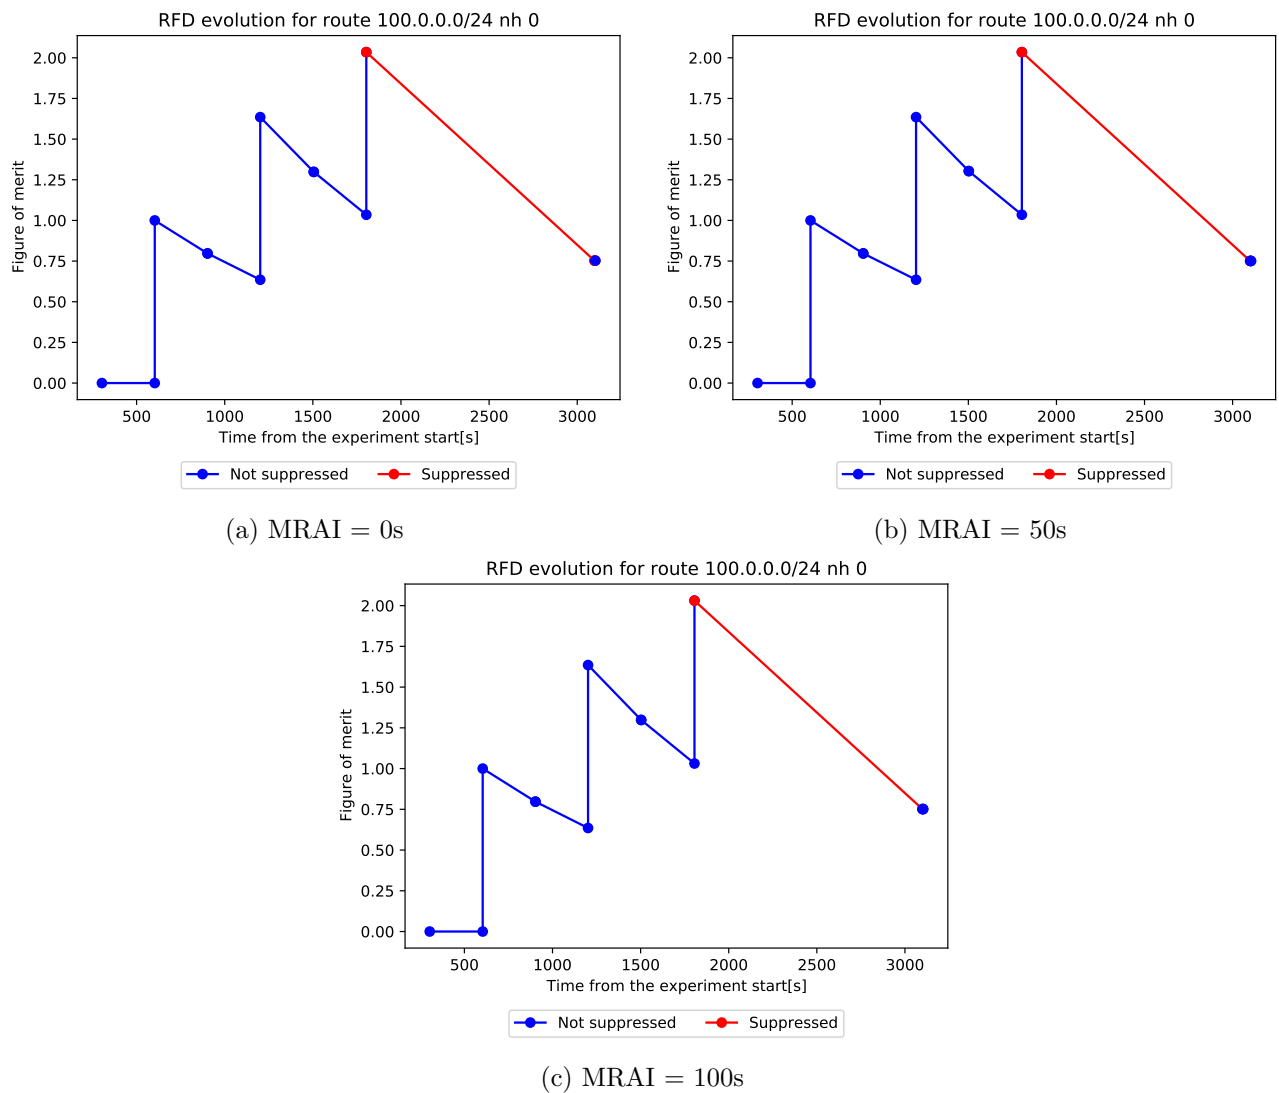 RFD evolution for route 100.0.0.0/24 nh 0
2.00
1.75
1.50
1.25
1.00
0.75
0.50
0.25
0.00
Figure of merit
500 1000 1500 2000 2500 3000
Time from the experiment start[s]
Not suppressed Suppressed
(a) MRAI = 0s
RFD evolution for route 100.0.0.0/24 nh 0
2.00
1.75
1.50
1.25
1.00
0.75
0.50
0.25
0.00
Figure of merit
500 1000 1500 2000 2500 3000
Time from the experiment start[s]
Not suppressed Suppressed
(b) MRAI = 50s
RFD evolution for route 100.0.0.0/24 nh 0
2.00
1.75
1.50
1.25
1.00
0.75
0.50
0.25
0.00
Figure of merit
500 1000 1500 2000 2500 3000
Time from the experiment start[s]
Not suppressed Suppressed
(c) MRAI = 100s